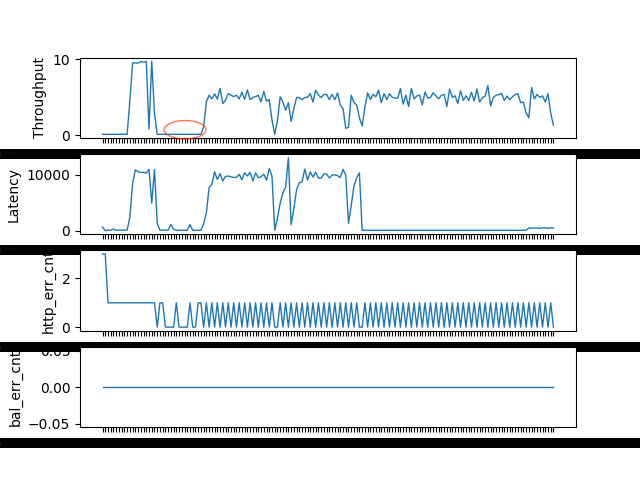 Throughput
10
0
Latency
10000
0
http_err_cnt
2
0
bal_err_cnt
0.05
0.00
−0.05